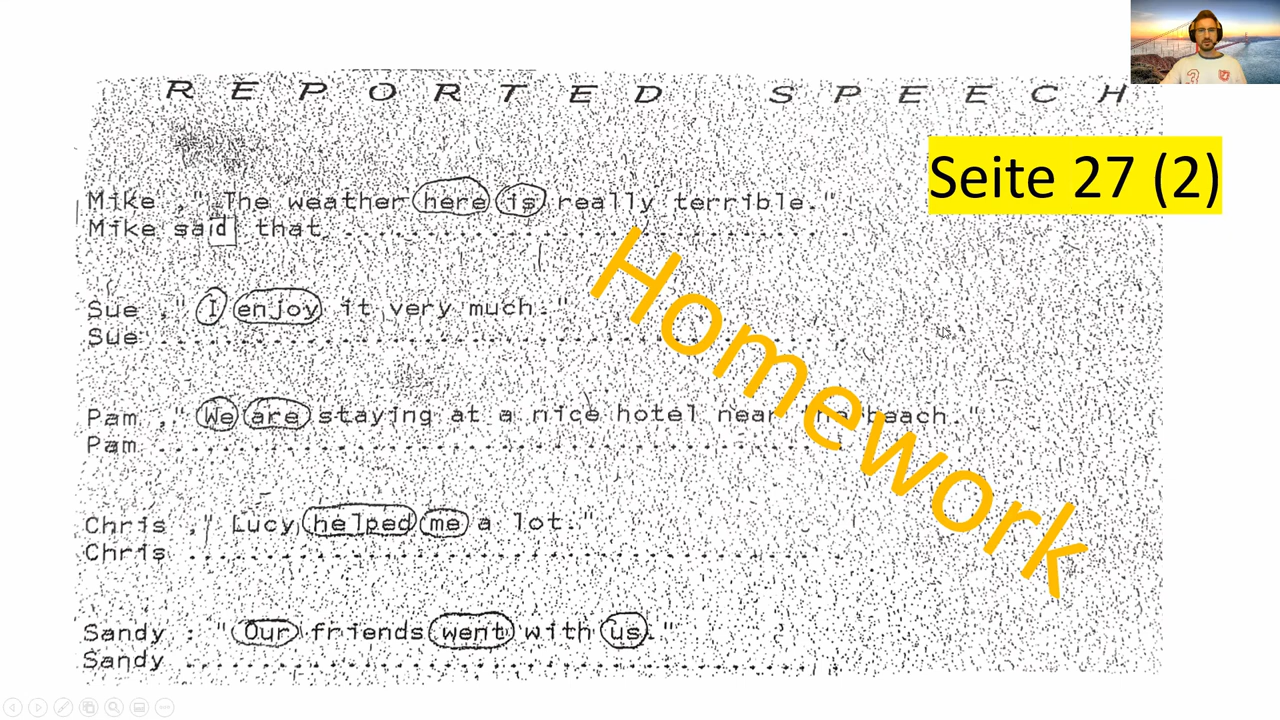 REPORTED SPEECH
Seite 27 (2)
Mike ," The weather here is really terrible."
Mike said that ......................................................
Sue ," I enjoy it very much."
Sue ......................................................
Pam ," We are staying at a nice hotel near the beach."
Pam ......................................................
Chris ," Lucy helped me a lot."
Chris ......................................................
Sandy : "Our friends went with us."
Sandy ......................................................
Homework